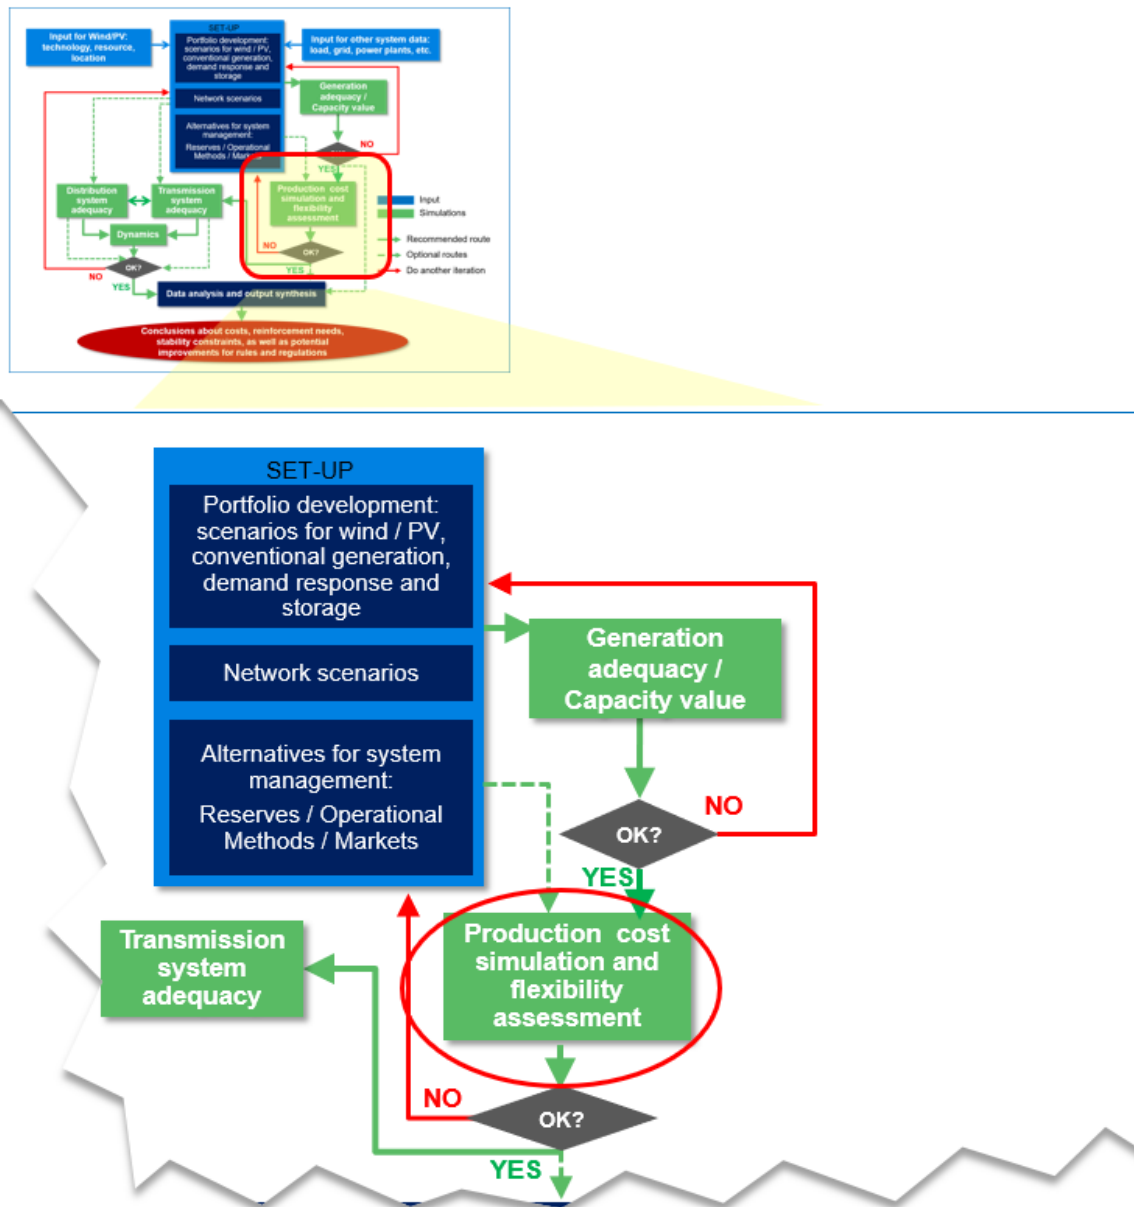 Input for Wind/PV:
technology, resource,
location
SET-UP
Portfolio development:
scenarios for wind / PV,
conventional generation,
demand response and
storage
Network scenarios
Alternatives for system
management:
Reserves / Operational
Methods / Markets
Input for other system data:
load, grid, power plants, etc.
Generation
adequacy /
Capacity value
NO
OK?
YES
Distribution
system
adequacy
Transmission
system
adequacy
Production cost
simulation and
flexibility
assessment
Input
Simulations
Dynamics
Recommended route
Optional routes
Do another iteration
NO
OK?
YES
NO
OK?
YES
Data analysis and output synthesis
Conclusions about costs, reinforcement needs,
stability constraints, as well as potential
improvements for rules and regulations
SET-UP
Portfolio development:
scenarios for wind / PV,
conventional generation,
demand response and
storage
Network scenarios
Alternatives for system
management:
Reserves / Operational
Methods / Markets
Generation
adequacy /
Capacity value
NO
OK?
YES
Transmission
system
adequacy
Production cost
simulation and
flexibility
assessment
NO
OK?
YES